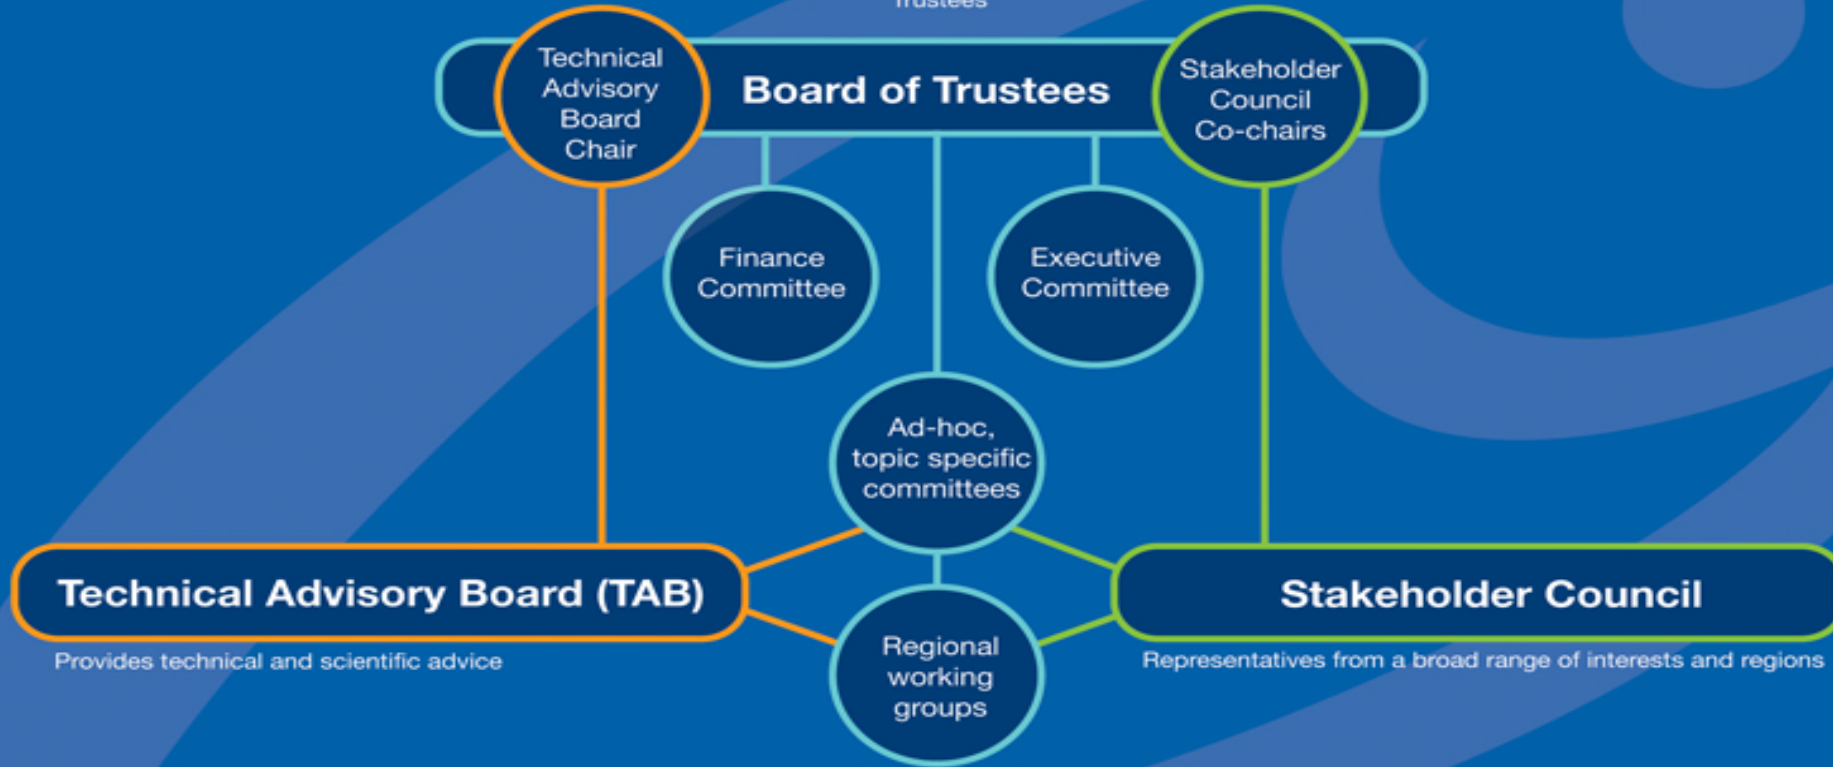 Trustees
Technical
Advisory
Board
Chair
Board of Trustees
Stakeholder
Council
Co-chairs
Finance
Committee
Executive
Committee
Ad-hoc,
topic specific
committees
Technical Advisory Board (TAB)
Stakeholder Council
Provides technical and scientific advice
Representatives from a broad range of interests and regions
Regional
working
groups